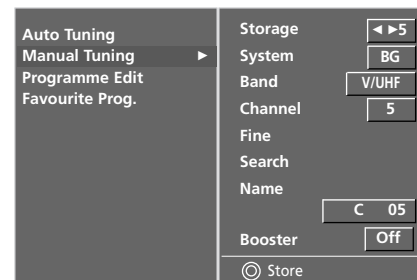 Auto Tuning
Manual Tuning ►
Programme Edit
Favourite Prog.
Storage ◄ ►5
System BG
Band V/UHF
Channel 5
Fine
Search
Name
C 05
Booster Off
Store